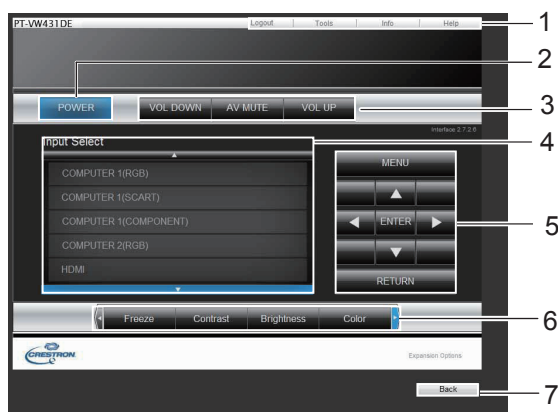 PT-VW431DE
Logout Tools Info Help
1
2
POWER VOL DOWN AV MUTE VOL UP
3
Interface 2.7.2.6
Input Select
4
COMPUTER 1(RGB)
COMPUTER 1(SCART)
COMPUTER 1(COMPONENT)
COMPUTER 2(RGB)
HDMI
MENU
ENTER
RETURN
5
Freeze Contrast Brightness Color
6
CRESTRON
Expansion Options
Back
7